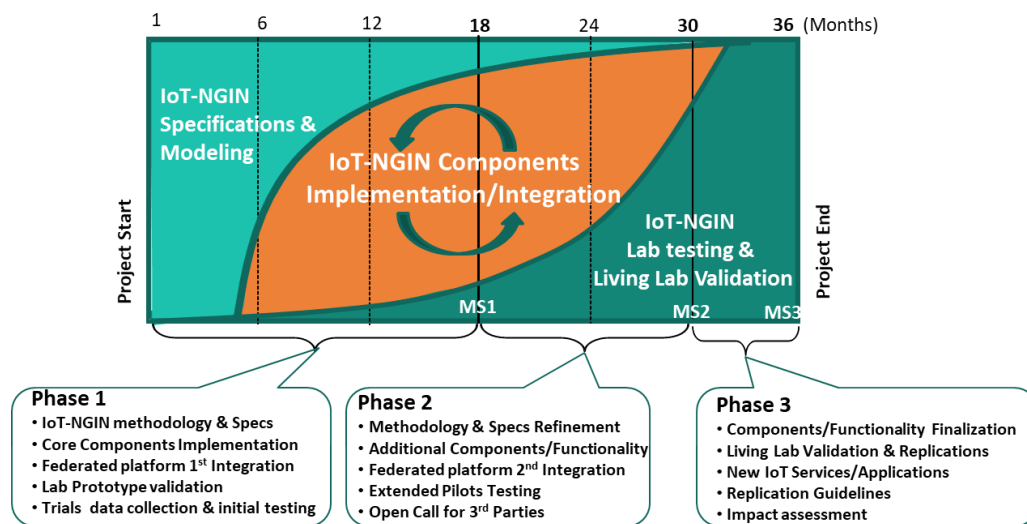 1 6 12 18 24 30 36 (Months)
IoT-NGIN
Specifications &
Modeling
IoT-NGIN Components
Implementation/Integration
IoT-NGIN
Lab testing &
Living Lab Validation
Project Start
Project End
MS1
MS2
MS3
Phase 1
• IoT-NGIN methodology & Specs
• Core Components Implementation
• Federated platform 1st Integration
• Lab Prototype validation
• Trials data collection & initial testing
Phase 2
• Methodology & Specs Refinement
• Additional Components/Functionality
• Federated platform 2nd Integration
• Extended Pilots Testing
• Open Call for 3rd Parties
Phase 3
• Components/Functionality Finalization
• Living Lab Validation & Replications
• New IoT Services/Applications
• Replication Guidelines
• Impact assessment